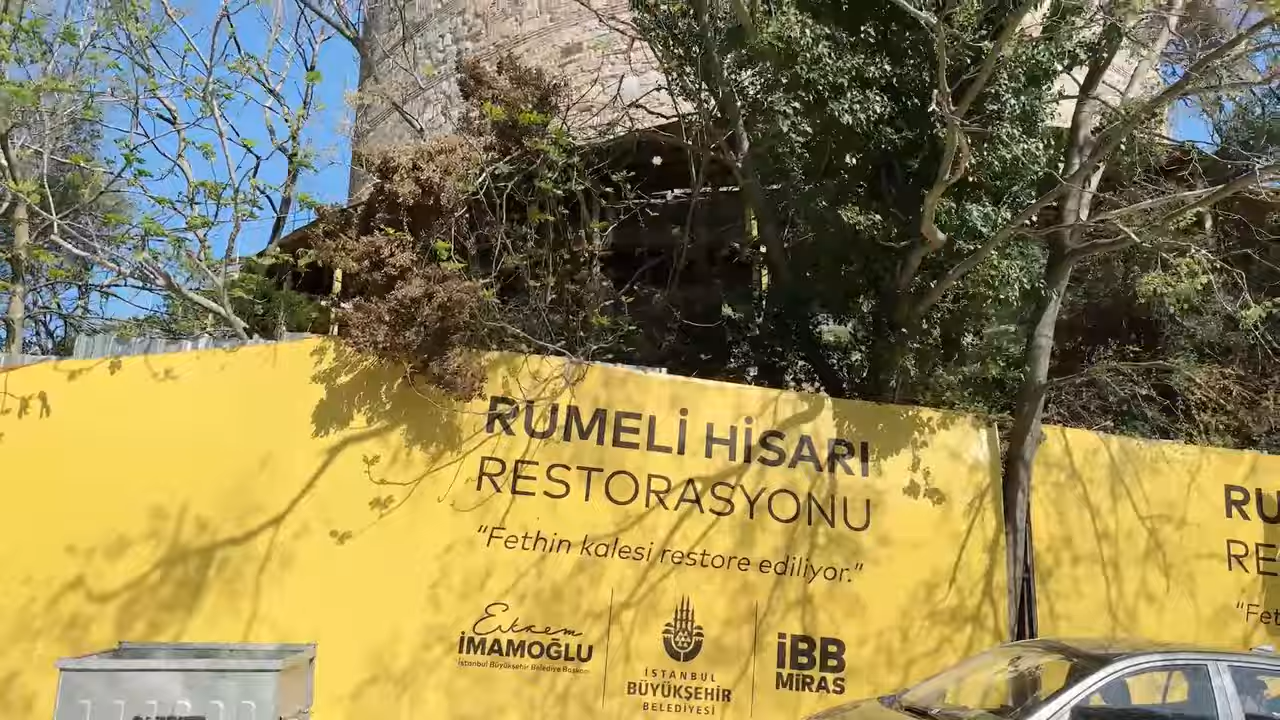 RUMELİ HİSARI
RESTORASYONU
“Fethin kalesi restore ediliyor.”
Ekrem
İMAMOĞLU
İstanbul Büyükşehir Belediye Başkanı
İSTANBUL
BÜYÜKŞEHİR
BELEDİYESİ
İBB
MİRAS
RU
RE
“Fet